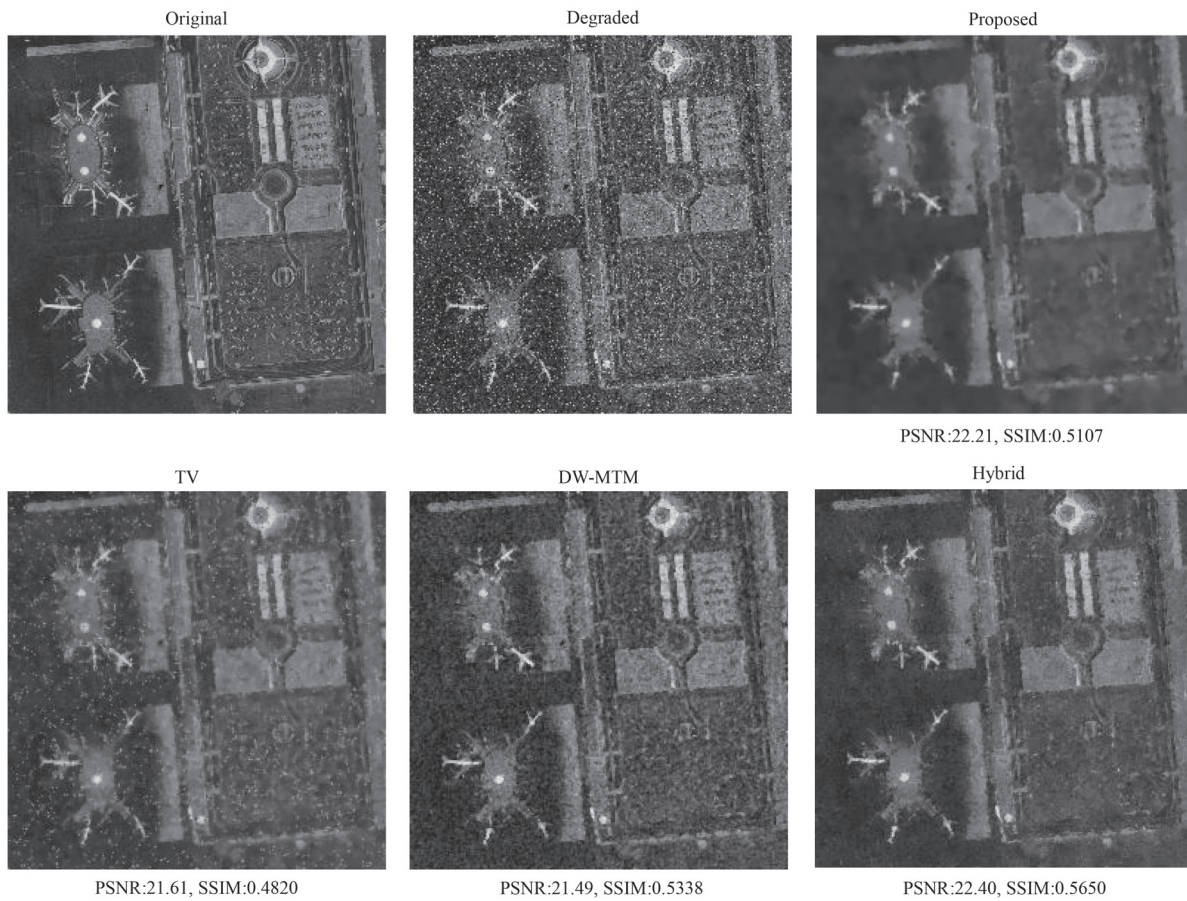 Original
Degraded
Proposed
PSNR:22.21, SSIM:0.5107
TV
DW-MTM
Hybrid
PSNR:21.61, SSIM:0.4820
PSNR:21.49, SSIM:0.5338
PSNR:22.40, SSIM:0.5650